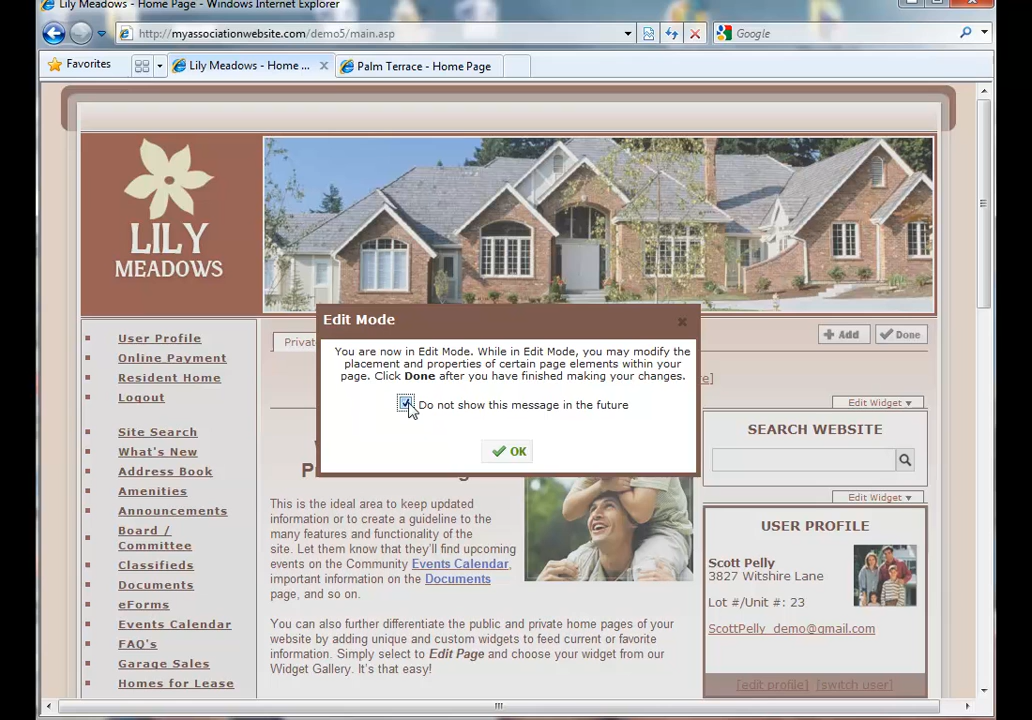 Lily Meadows - Home Page - Windows Internet Explorer
http://myassociationwebsite.com/demo5/main.asp
Google
Favorites
Lily Meadows - Home ...
Palm Terrace - Home Page
LILY
MEADOWS
User Profile
Online Payment
Resident Home
Logout
Site Search
What's New
Address Book
Amenities
Announcements
Board /
Committee
Classifieds
Documents
eForms
Events Calendar
FAQ's
Garage Sales
Homes for Lease
Edit Mode
You are now in Edit Mode. While in Edit Mode, you may modify the
placement and properties of certain page elements within your
page. Click Done after you have finished making your changes.
Do not show this message in the future
OK
Add
Done
This is the ideal area to keep updated
information or to create a guideline to the
many features and functionality of the
site. Let them know that they'll find upcoming
events on the Community Events Calendar,
important information on the Documents
page, and so on.
You can also further differentiate the public and private home pages of your
website by adding unique and custom widgets to feed current or favorite
information. Simply select to Edit Page and choose your widget from our
Widget Gallery. It's that easy!
Edit Widget
SEARCH WEBSITE
Edit Widget
USER PROFILE
Scott Pelly
3827 Witshire Lane
Lot #/Unit #: 23
ScottPelly_demo@gmail.com
[edit profile] [switch user]